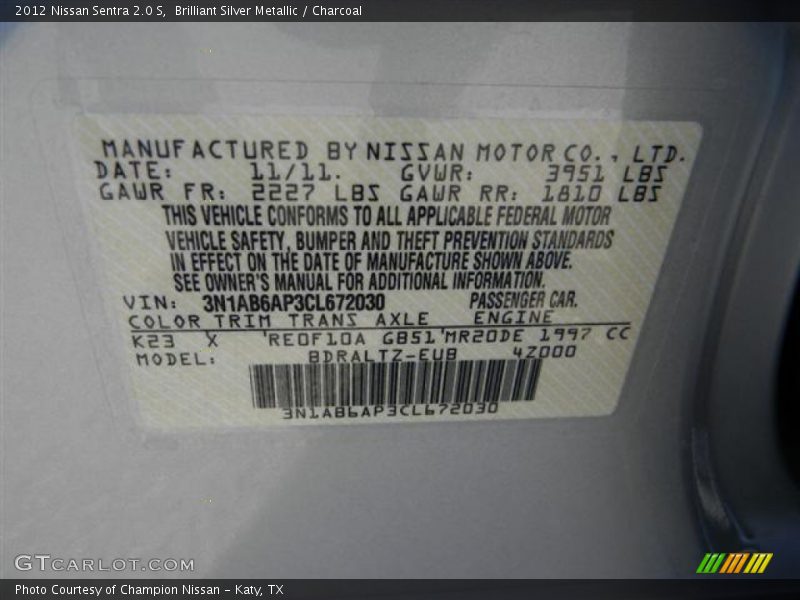 2012 Nissan Sentra 2.0 S,  Brilliant Silver Metallic / Charcoal
MANUFACTURED BY NISSAN MOTOR CO., LTD.
DATE: 11/11. GVWR: 3951 LBS
GAWR FR: 2227 LBS GAWR RR: 1810 LBS
THIS VEHICLE CONFORMS TO ALL APPLICABLE FEDERAL MOTOR
VEHICLE SAFETY, BUMPER AND THEFT PREVENTION STANDARDS
IN EFFECT ON THE DATE OF MANUFACTURE SHOWN ABOVE.
SEE OWNER'S MANUAL FOR ADDITIONAL INFORMATION.
VIN: 3N1AB6AP3CL672030 PASSENGER CAR.
COLOR TRIM TRANS AXLE ENGINE
K23 X 'RE0F10A GB51'MR20DE 1997 CC
MODEL: BDRALTZ-EUB 4Z000
3N1AB6AP3CL672030
GTCARLOT.COM
Photo Courtesy of Champion Nissan - Katy, TX